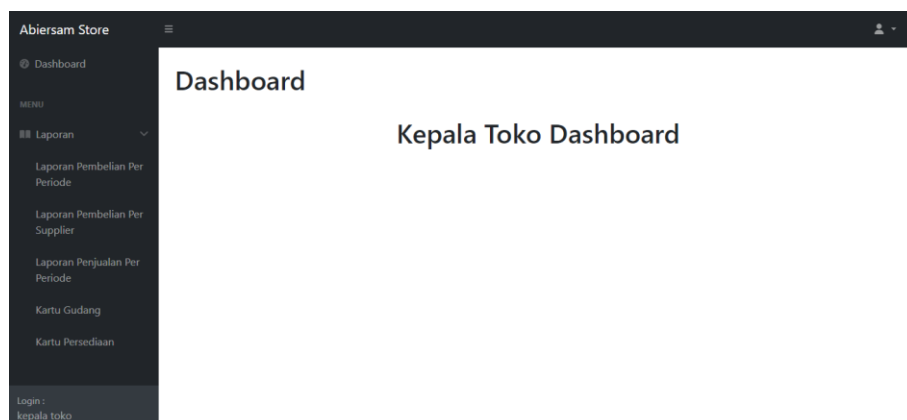 Abiersam Store
Dashboard
MENU
Laporan
Laporan Pembelian Per
Periode
Laporan Pembelian Per
Supplier
Laporan Penjualan Per
Periode
Kartu Gudang
Kartu Persediaan
Login :
kepala toko
Dashboard
Kepala Toko Dashboard